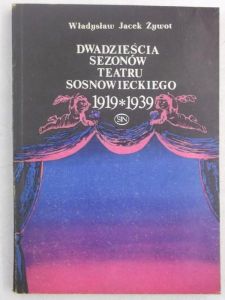 Władysław Jacek Żywot
DWADZIEŚCIA
SEZONÓW
TEATRU
SOSNOWIECKIEGO
1919*1939